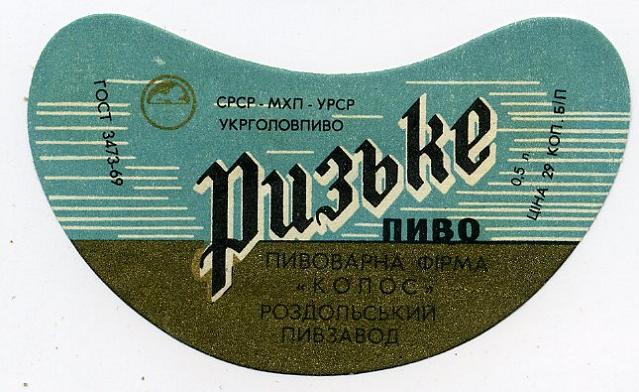 СРСР - МХП - УРСР
УКРГОЛОВПИВО
ГОСТ 3473-69
Ризьке
пиво
0,5 л.
ЦІНА 29 КОП. Б/П
ПИВОВАРНА ФІРМА
«КОЛОС»
РОЗДОЛЬСЬКИЙ
ПИВЗАВОД